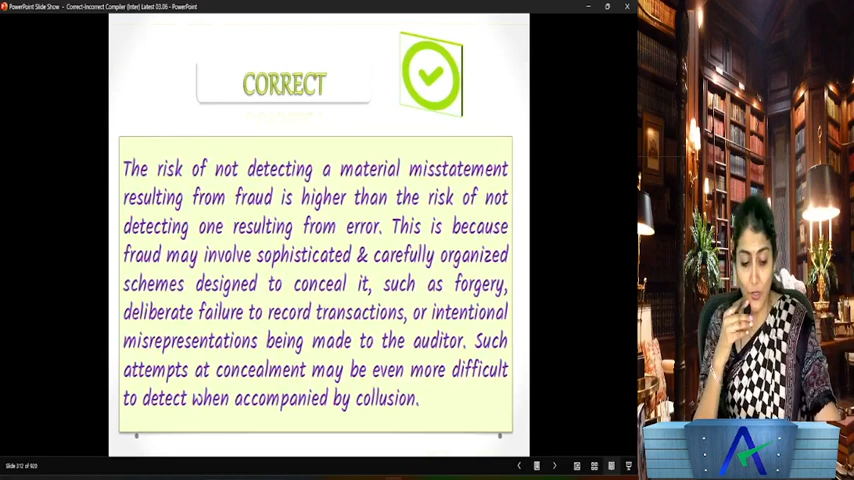 PowerPoint Slide Show - Correct-Incorrect Compiler (Inter) Latest 03.06 - PowerPoint
CORRECT
The risk of not detecting a material misstatement
resulting from fraud is higher than the risk of not
detecting one resulting from error. This is because
fraud may involve sophisticated & carefully organized
schemes designed to conceal it, such as forgery,
deliberate failure to record transactions, or intentional
misrepresentations being made to the auditor. Such
attempts at concealment may be even more difficult
to detect when accompanied by collusion.
Slide 312 of 920